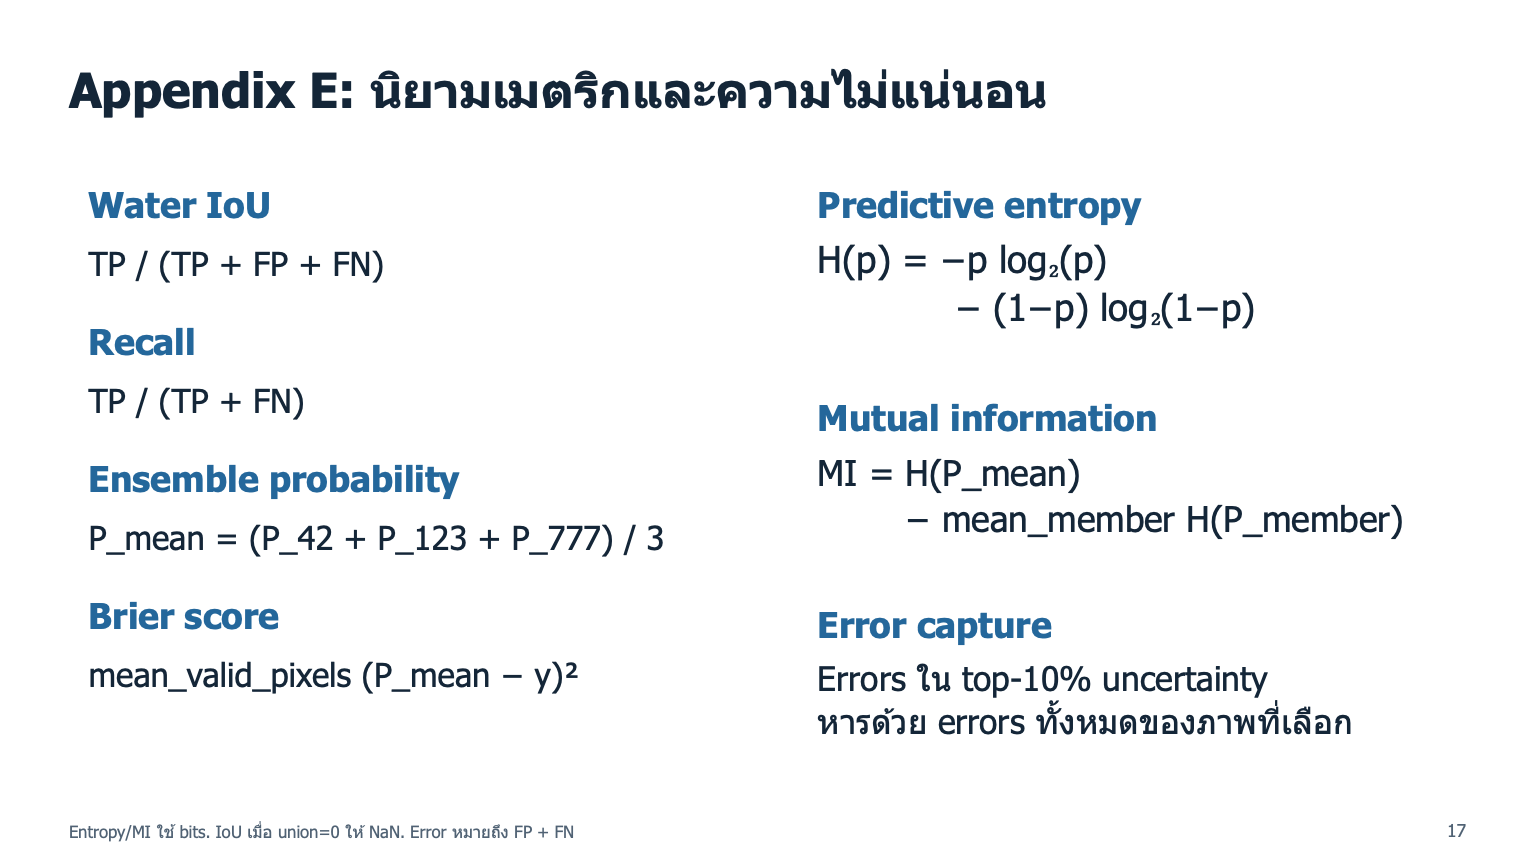 Appendix E: นิยามเมตริกและความไม่แน่นอน
Water IoU
TP / (TP + FP + FN)
Recall
TP / (TP + FN)
Ensemble probability
P_mean = (P_42 + P_123 + P_777) / 3
Brier score
mean_valid_pixels (P_mean − y)²
Predictive entropy
H(p) = −p log₂(p)
− (1−p) log₂(1−p)
Mutual information
MI = H(P_mean)
− mean_member H(P_member)
Error capture
Errors ใน top-10% uncertainty
หารด้วย errors ทั้งหมดของภาพที่เลือก
Entropy/MI ใช้ bits. IoU เมื่อ union=0 ให้ NaN. Error หมายถึง FP + FN
17